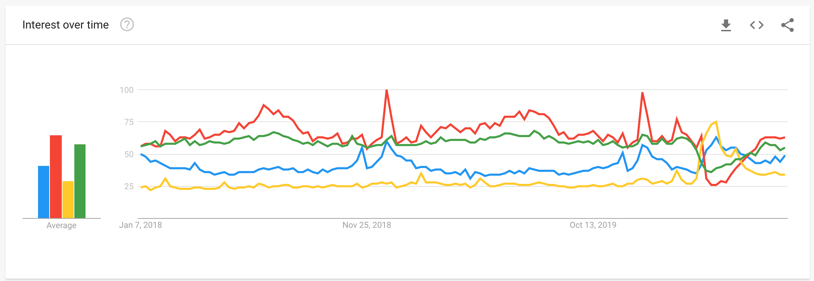 Interest over time
100
75
50
25
Average
Jan 7, 2018
Nov 25, 2018
Oct 13, 2019